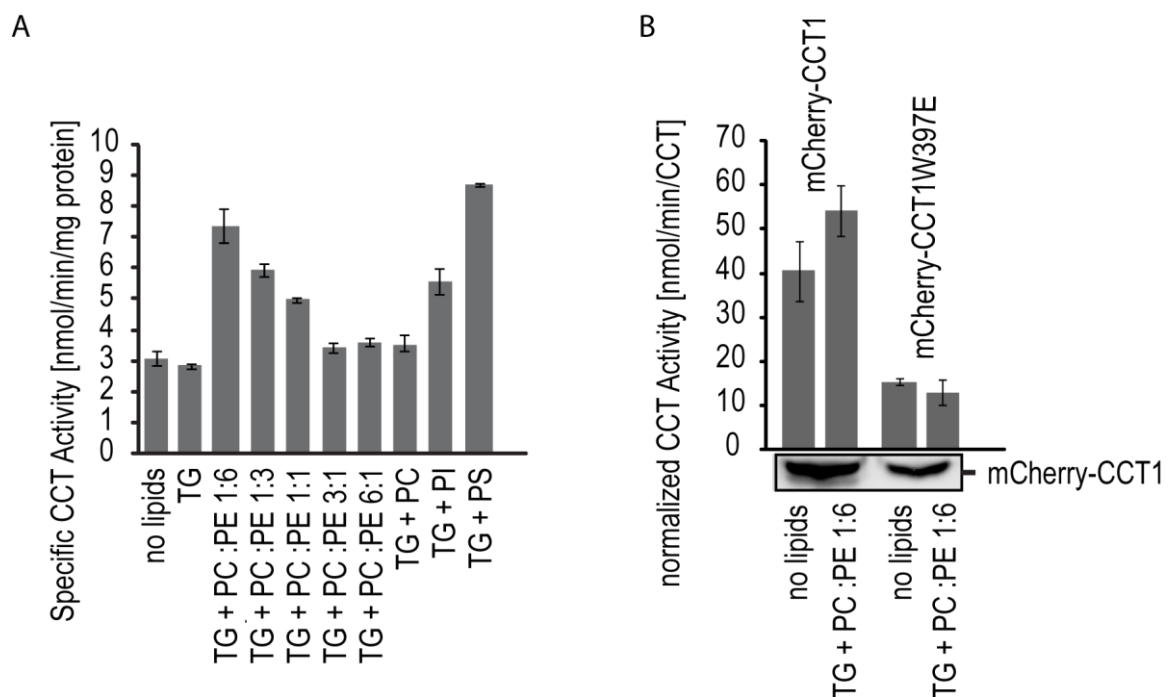 A
Specific CCT Activity [nmol/min/mg protein]
10
9
8
7
6
5
4
3
2
1
0
no lipids
TG
TG + PC :PE 1:6
TG + PC :PE 1:3
TG + PC :PE 1:1
TG + PC :PE 3:1
TG + PC :PE 6:1
TG + PC
TG + PI
TG + PS
B
normalized CCT Activity [nmol/min/CCT]
70
60
50
40
30
20
10
0
mCherry-CCT1
mCherry-CCT1W397E
mCherry-CCT1
no lipids
TG + PC :PE 1:6
no lipids
TG + PC :PE 1:6